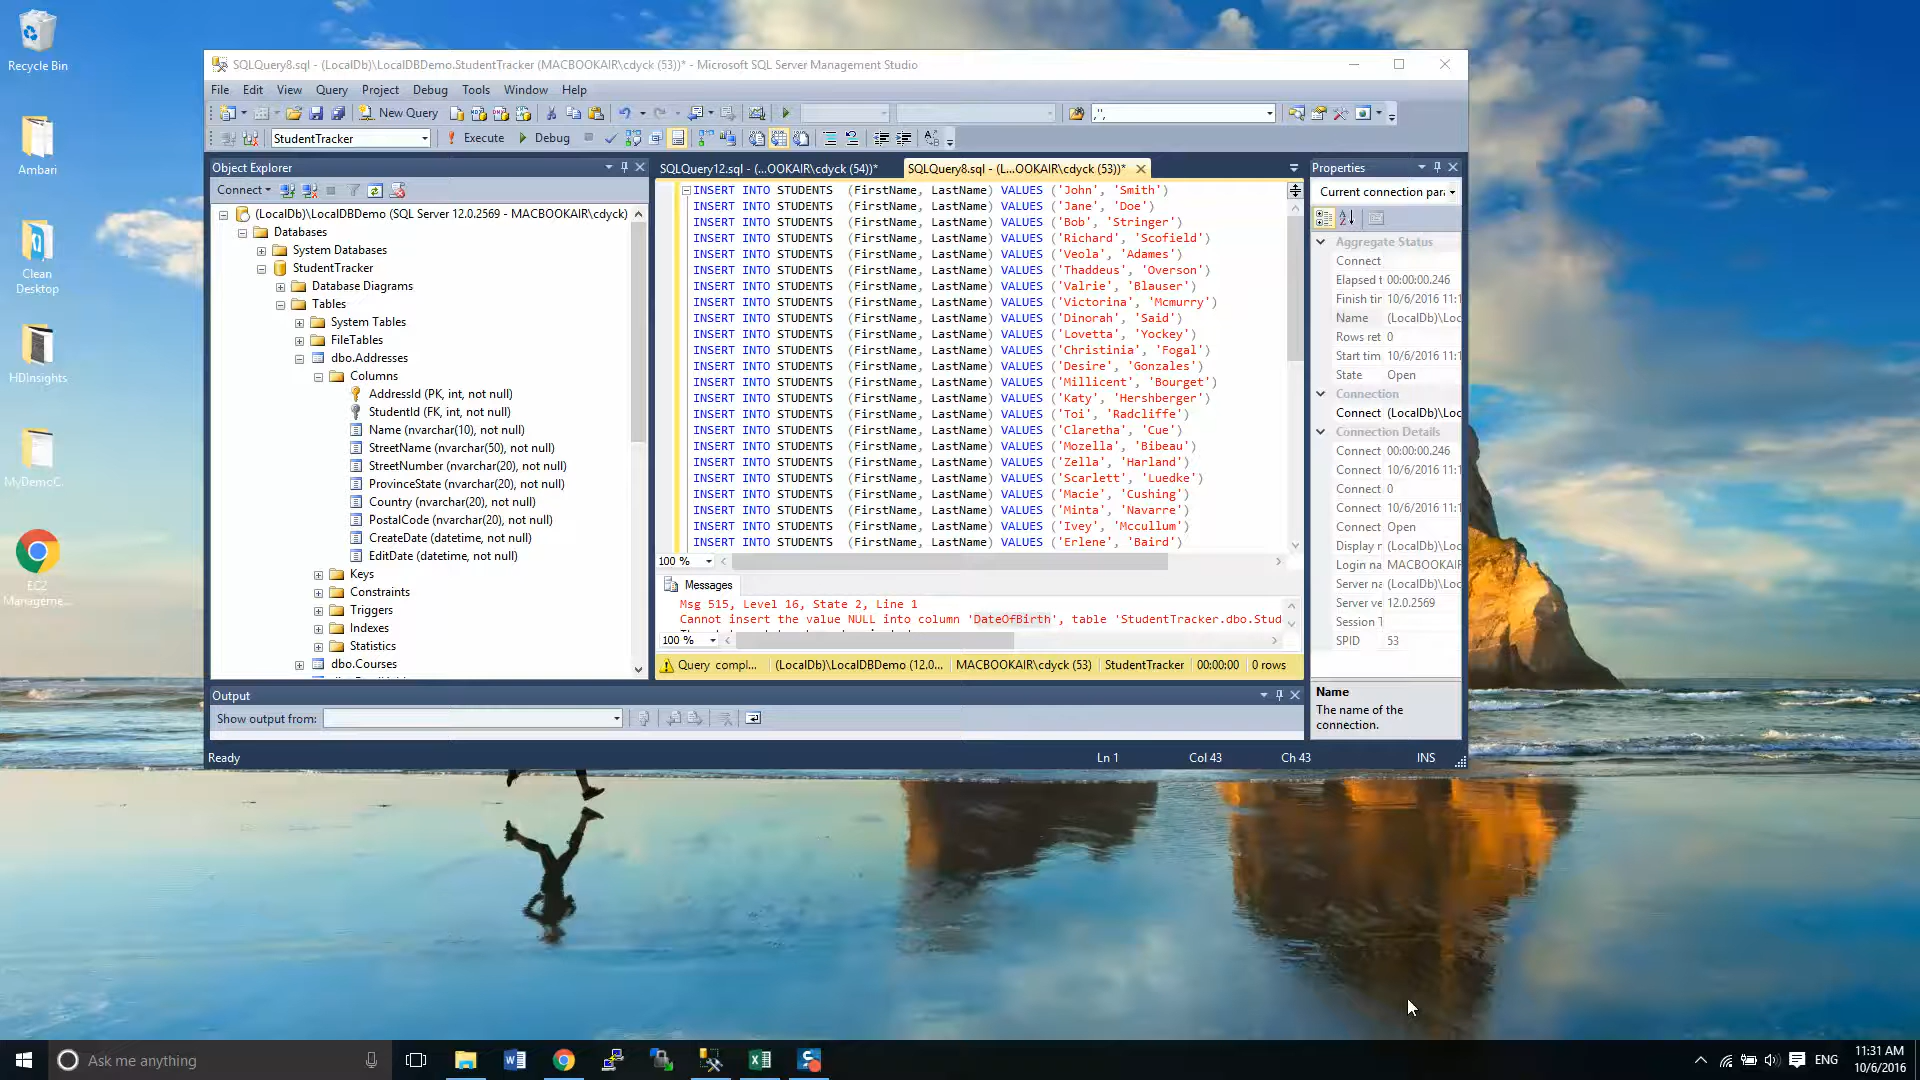 Recycle Bin
Ambari
Clean
Desktop
HDInsights
MyDemoC...
EC2
Manageme...
SQLQuery8.sql - (LocalDb)\LocalDBDemo.StudentTracker (MACBOOKAIR\cdyck (53))* - Microsoft SQL Server Management Studio
File Edit View Query Project Debug Tools Window Help
New Query , ',
StudentTracker Execute Debug
Object Explorer
Connect
(LocalDb)\LocalDBDemo (SQL Server 12.0.2569 - MACBOOKAIR\cdyck)
Databases
System Databases
StudentTracker
Database Diagrams
Tables
System Tables
FileTables
dbo.Addresses
Columns
AddressId (PK, int, not null)
StudentId (FK, int, not null)
Name (nvarchar(10), not null)
StreetName (nvarchar(50), not null)
StreetNumber (nvarchar(20), not null)
ProvinceState (nvarchar(20), not null)
Country (nvarchar(20), not null)
PostalCode (nvarchar(20), not null)
CreateDate (datetime, not null)
EditDate (datetime, not null)
Keys
Constraints
Triggers
Indexes
Statistics
dbo.Courses
SQLQuery12.sql - (...OOKAIR\cdyck (54))* SQLQuery8.sql - (L...OOKAIR\cdyck (53))*
INSERT INTO STUDENTS (FirstName, LastName) VALUES ('John', 'Smith')
INSERT INTO STUDENTS (FirstName, LastName) VALUES ('Jane', 'Doe')
INSERT INTO STUDENTS (FirstName, LastName) VALUES ('Bob', 'Stringer')
INSERT INTO STUDENTS (FirstName, LastName) VALUES ('Richard', 'Scofield')
INSERT INTO STUDENTS (FirstName, LastName) VALUES ('Veola', 'Adames')
INSERT INTO STUDENTS (FirstName, LastName) VALUES ('Thaddeus', 'Overson')
INSERT INTO STUDENTS (FirstName, LastName) VALUES ('Valrie', 'Blauser')
INSERT INTO STUDENTS (FirstName, LastName) VALUES ('Victorina', 'Mcmurry')
INSERT INTO STUDENTS (FirstName, LastName) VALUES ('Dinorah', 'Said')
INSERT INTO STUDENTS (FirstName, LastName) VALUES ('Lovetta', 'Yockey')
INSERT INTO STUDENTS (FirstName, LastName) VALUES ('Christinia', 'Fogal')
INSERT INTO STUDENTS (FirstName, LastName) VALUES ('Desire', 'Gonzales')
INSERT INTO STUDENTS (FirstName, LastName) VALUES ('Millicent', 'Bourget')
INSERT INTO STUDENTS (FirstName, LastName) VALUES ('Katy', 'Hershberger')
INSERT INTO STUDENTS (FirstName, LastName) VALUES ('Toi', 'Radcliffe')
INSERT INTO STUDENTS (FirstName, LastName) VALUES ('Claretha', 'Cue')
INSERT INTO STUDENTS (FirstName, LastName) VALUES ('Mozella', 'Bibeau')
INSERT INTO STUDENTS (FirstName, LastName) VALUES ('Zella', 'Harland')
INSERT INTO STUDENTS (FirstName, LastName) VALUES ('Scarlett', 'Luedke')
INSERT INTO STUDENTS (FirstName, LastName) VALUES ('Macie', 'Cushing')
INSERT INTO STUDENTS (FirstName, LastName) VALUES ('Minta', 'Navarre')
INSERT INTO STUDENTS (FirstName, LastName) VALUES ('Ivey', 'Mccullum')
INSERT INTO STUDENTS (FirstName, LastName) VALUES ('Erlene', 'Baird')
100 %
Messages
Msg 515, Level 16, State 2, Line 1
Cannot insert the value NULL into column 'DateOfBirth', table 'StudentTracker.dbo.Stud
100 %
Query compl... (LocalDb)\LocalDBDemo (12.0... MACBOOKAIR\cdyck (53) StudentTracker 00:00:00 0 rows
Properties
Current connection para
Aggregate Status
Connect
Elapsed t 00:00:00.246
Finish tir 10/6/2016 11:1
Name (LocalDb)\Loc
Rows ret 0
Start tim 10/6/2016 11:1
State Open
Connection
Connect (LocalDb)\Loc
Connection Details
Connect 00:00:00.246
Connect 10/6/2016 11:1
Connect 0
Connect 10/6/2016 11:1
Connect Open
Display n (LocalDb)\Loc
Login na MACBOOKAIR
Server na (LocalDb)\Loc
Server ve 12.0.2569
Session T
SPID 53
Name
The name of the
connection.
Output
Show output from:
Ready Ln 1 Col 43 Ch 43 INS
Ask me anything ENG 11:31 AM
10/6/2016